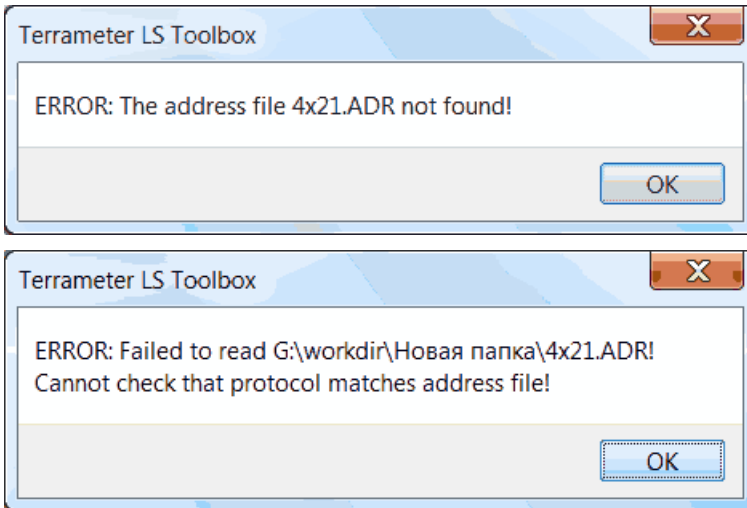 Terrameter LS Toolbox
ERROR: The address file 4x21.ADR not found!
OK
Terrameter LS Toolbox
ERROR: Failed to read G:\workdir\Новая папка\4x21.ADR!
Cannot check that protocol matches address file!
OK